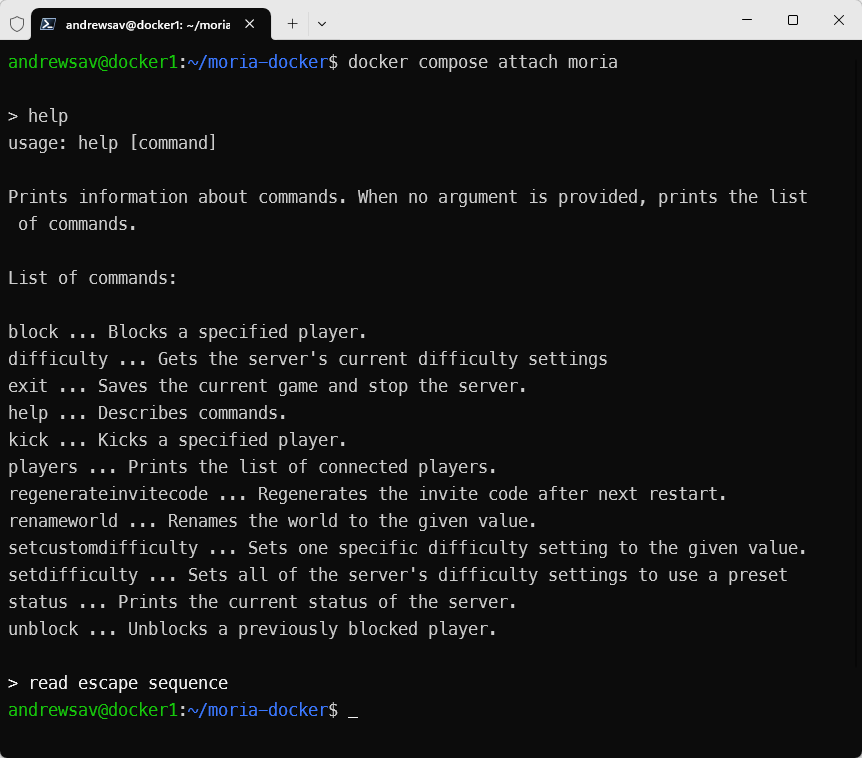 andrewsav@docker1: ~/moria
andrewsav@docker1:~/moria-docker$ docker compose attach moria
> help
usage: help [command]
Prints information about commands. When no argument is provided, prints the list
of commands.
List of commands:
block ... Blocks a specified player.
difficulty ... Gets the server's current difficulty settings
exit ... Saves the current game and stop the server.
help ... Describes commands.
kick ... Kicks a specified player.
players ... Prints the list of connected players.
regenerateinvitecode ... Regenerates the invite code after next restart.
renameworld ... Renames the world to the given value.
setcustomdifficulty ... Sets one specific difficulty setting to the given value.
setdifficulty ... Sets all of the server's difficulty settings to use a preset
status ... Prints the current status of the server.
unblock ... Unblocks a previously blocked player.
> read escape sequence
andrewsav@docker1:~/moria-docker$ _